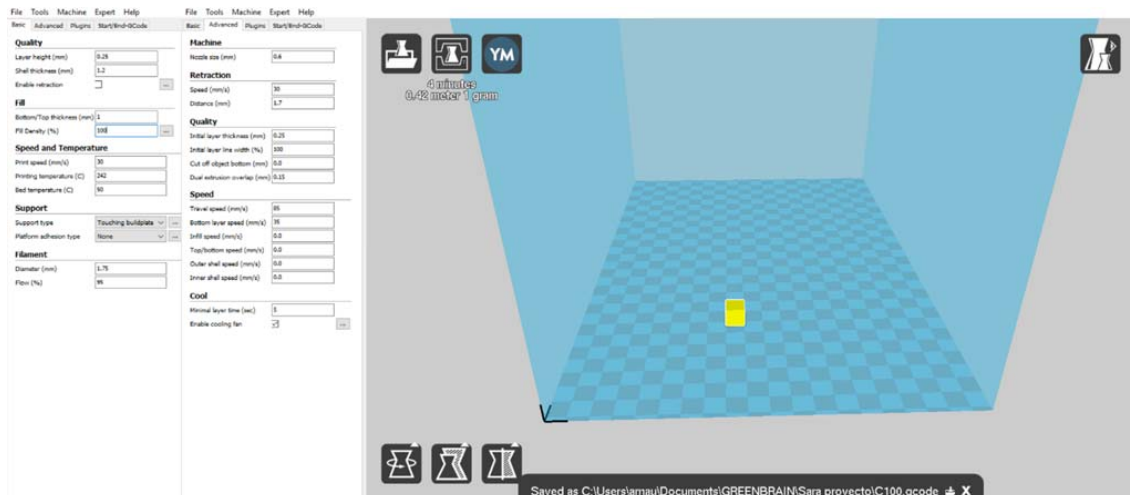 File Tools Machine Expert Help
Basic Advanced Plugins Start/End-GCode
Quality
Layer height (mm) 0.25
Shell thickness (mm) 1.2
Enable retraction ...
Fill
Bottom/Top thickness (mm) 1
Fill Density (%) 100 ...
Speed and Temperature
Print speed (mm/s) 30
Printing temperature (C) 242
Bed temperature (C) 60
Support
Support type Touching buildplate ...
Platform adhesion type None ...
Filament
Diameter (mm) 1.75
Flow (%) 95
File Tools Machine Expert Help
Basic Advanced Plugins Start/End-GCode
Machine
Nozzle size (mm) 0.6
Retraction
Speed (mm/s) 30
Distance (mm) 1.7
Quality
Initial layer thickness (mm) 0.25
Initial layer line width (%) 100
Cut off object bottom (mm) 0.0
Dual extrusion overlap (mm) 0.15
Speed
Travel speed (mm/s) 85
Bottom layer speed (mm/s) 35
Infill speed (mm/s) 0.0
Top/bottom speed (mm/s) 0.0
Outer shell speed (mm/s) 0.0
Inner shell speed (mm/s) 0.0
Cool
Minimal layer time (sec) 5
Enable cooling fan ...
YM
4 minutes
0.42 meter 1 gram
Saved as C:\Users\amau\Documents\GREENBRAIN\Sara proyecto\C100.gcode X